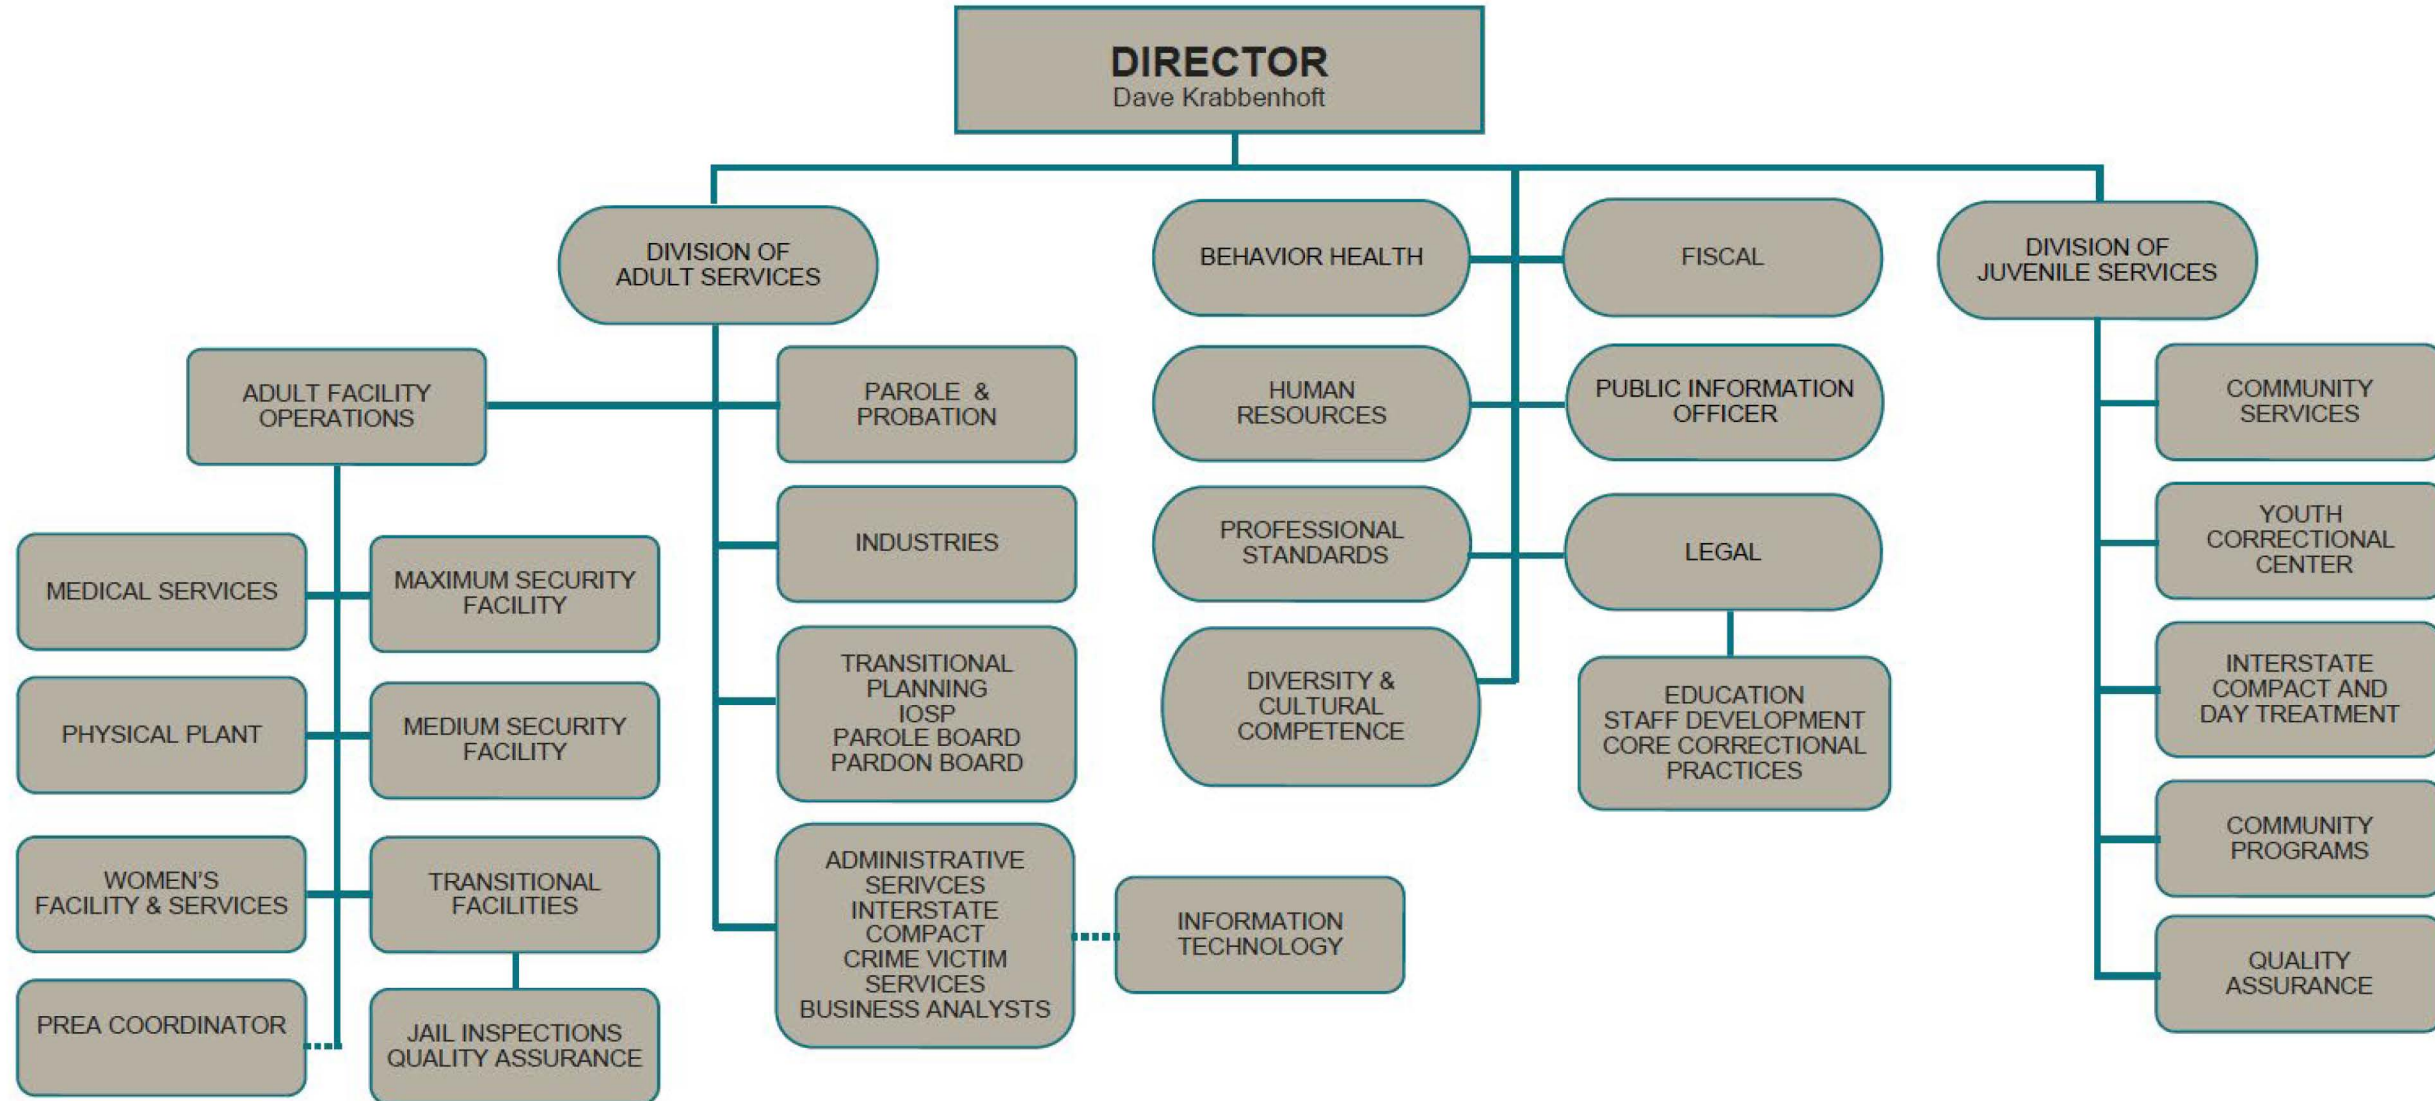 DIRECTOR
Dave Krabbenhoft
DIVISION OF
ADULT SERVICES
BEHAVIOR HEALTH
FISCAL
DIVISION OF
JUVENILE SERVICES
ADULT FACILITY
OPERATIONS
PAROLE &
PROBATION
HUMAN
RESOURCES
PUBLIC INFORMATION
OFFICER
COMMUNITY
SERVICES
INDUSTRIES
PROFESSIONAL
STANDARDS
LEGAL
YOUTH
CORRECTIONAL
CENTER
MEDICAL SERVICES
MAXIMUM SECURITY
FACILITY
TRANSITIONAL
PLANNING
IOSP
PAROLE BOARD
PARDON BOARD
DIVERSITY &
CULTURAL
COMPETENCE
EDUCATION
STAFF DEVELOPMENT
CORE CORRECTIONAL
PRACTICES
INTERSTATE
COMPACT AND
DAY TREATMENT
PHYSICAL PLANT
MEDIUM SECURITY
FACILITY
COMMUNITY
PROGRAMS
WOMEN'S
FACILITY & SERVICES
TRANSITIONAL
FACILITIES
ADMINISTRATIVE
SERIVCES
INTERSTATE
COMPACT
CRIME VICTIM
SERVICES
BUSINESS ANALYSTS
INFORMATION
TECHNOLOGY
QUALITY
ASSURANCE
PREA COORDINATOR
JAIL INSPECTIONS
QUALITY ASSURANCE